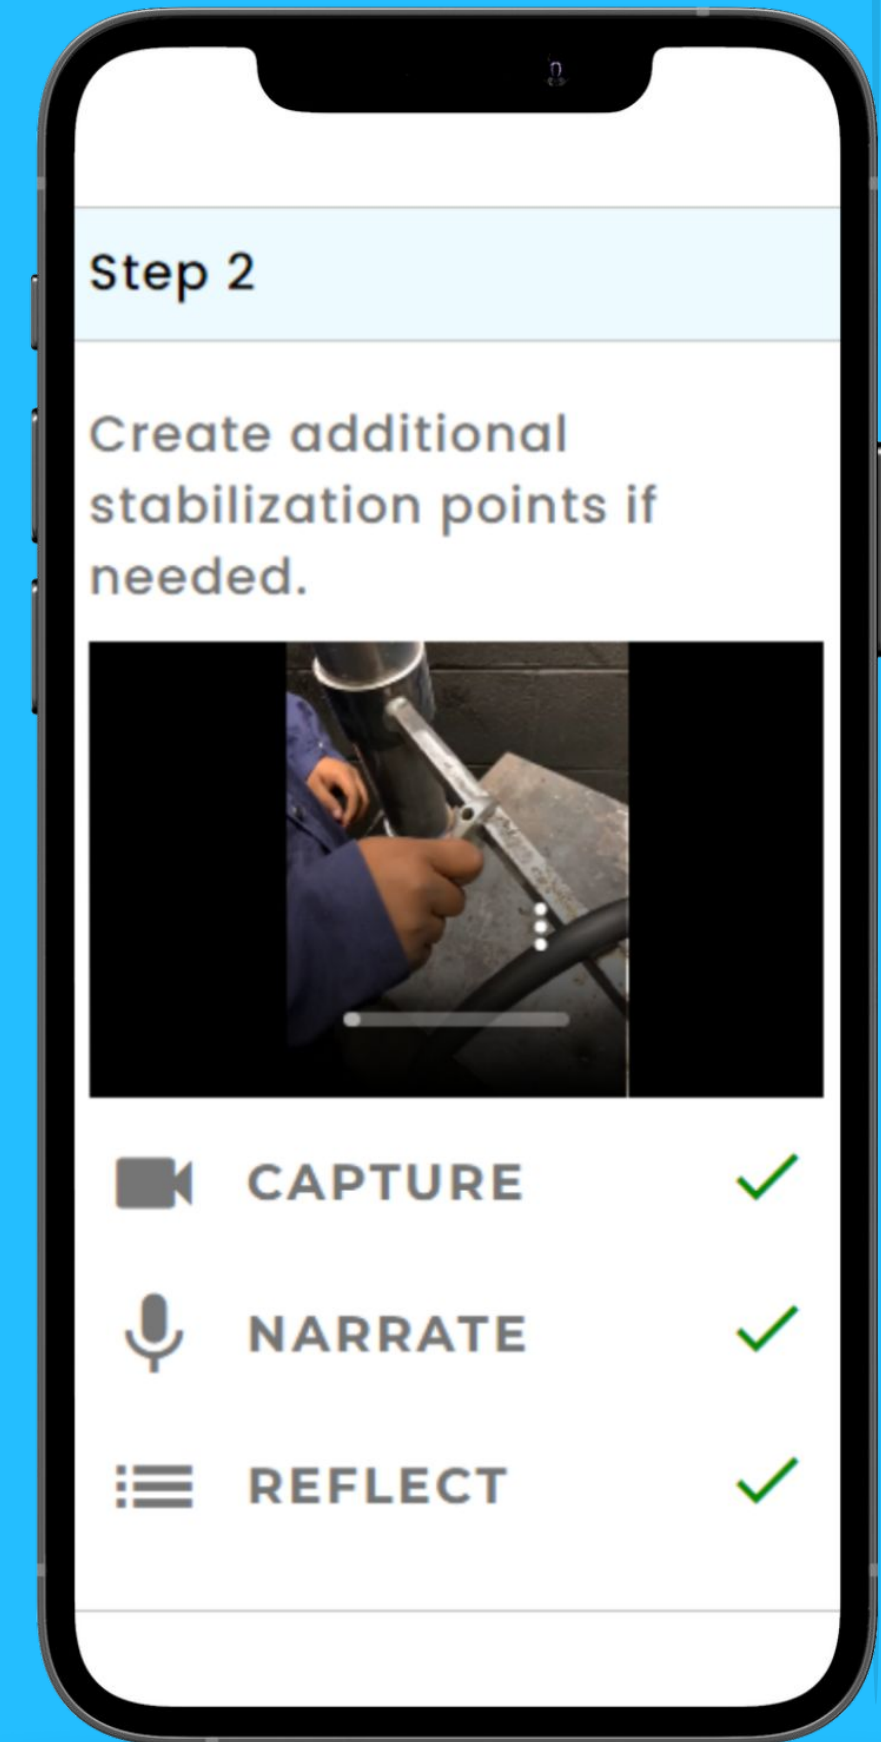 Step 2
Create additional
stabilization points if
needed.
CAPTURE
NARRATE
REFLECT